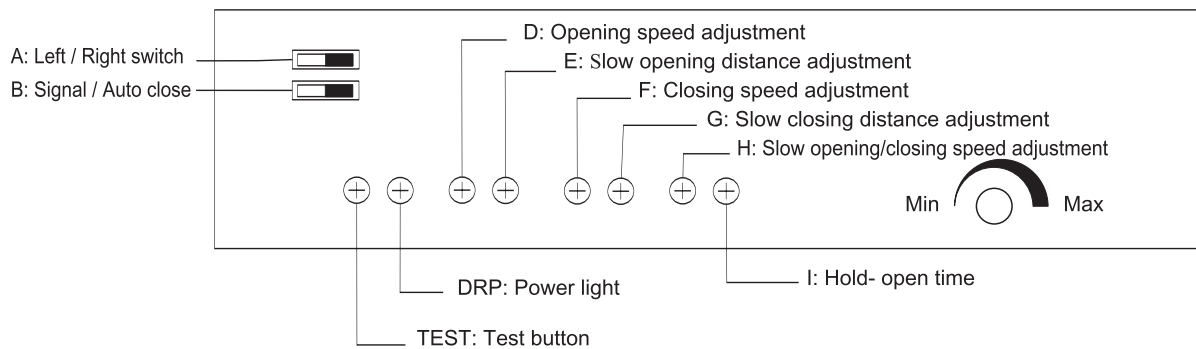 D: Opening speed adjustment
A: Left / Right switch
E: Slow opening distance adjustment
B: Signal / Auto close
F: Closing speed adjustment
G: Slow closing distance adjustment
H: Slow opening/closing speed adjustment
Min
Max
I: Hold- open time
DRP: Power light
TEST: Test button